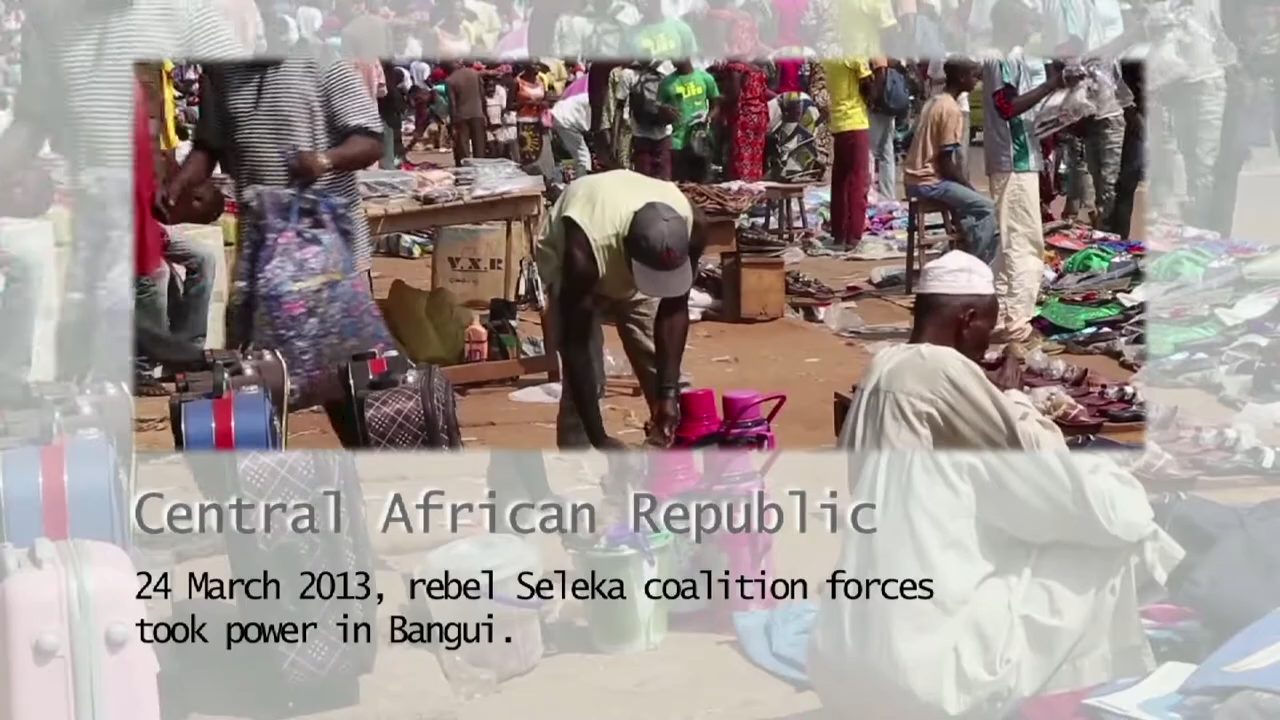 V.X.R
Central African Republic
24 March 2013, rebel Seleka coalition forces
took power in Bangui.